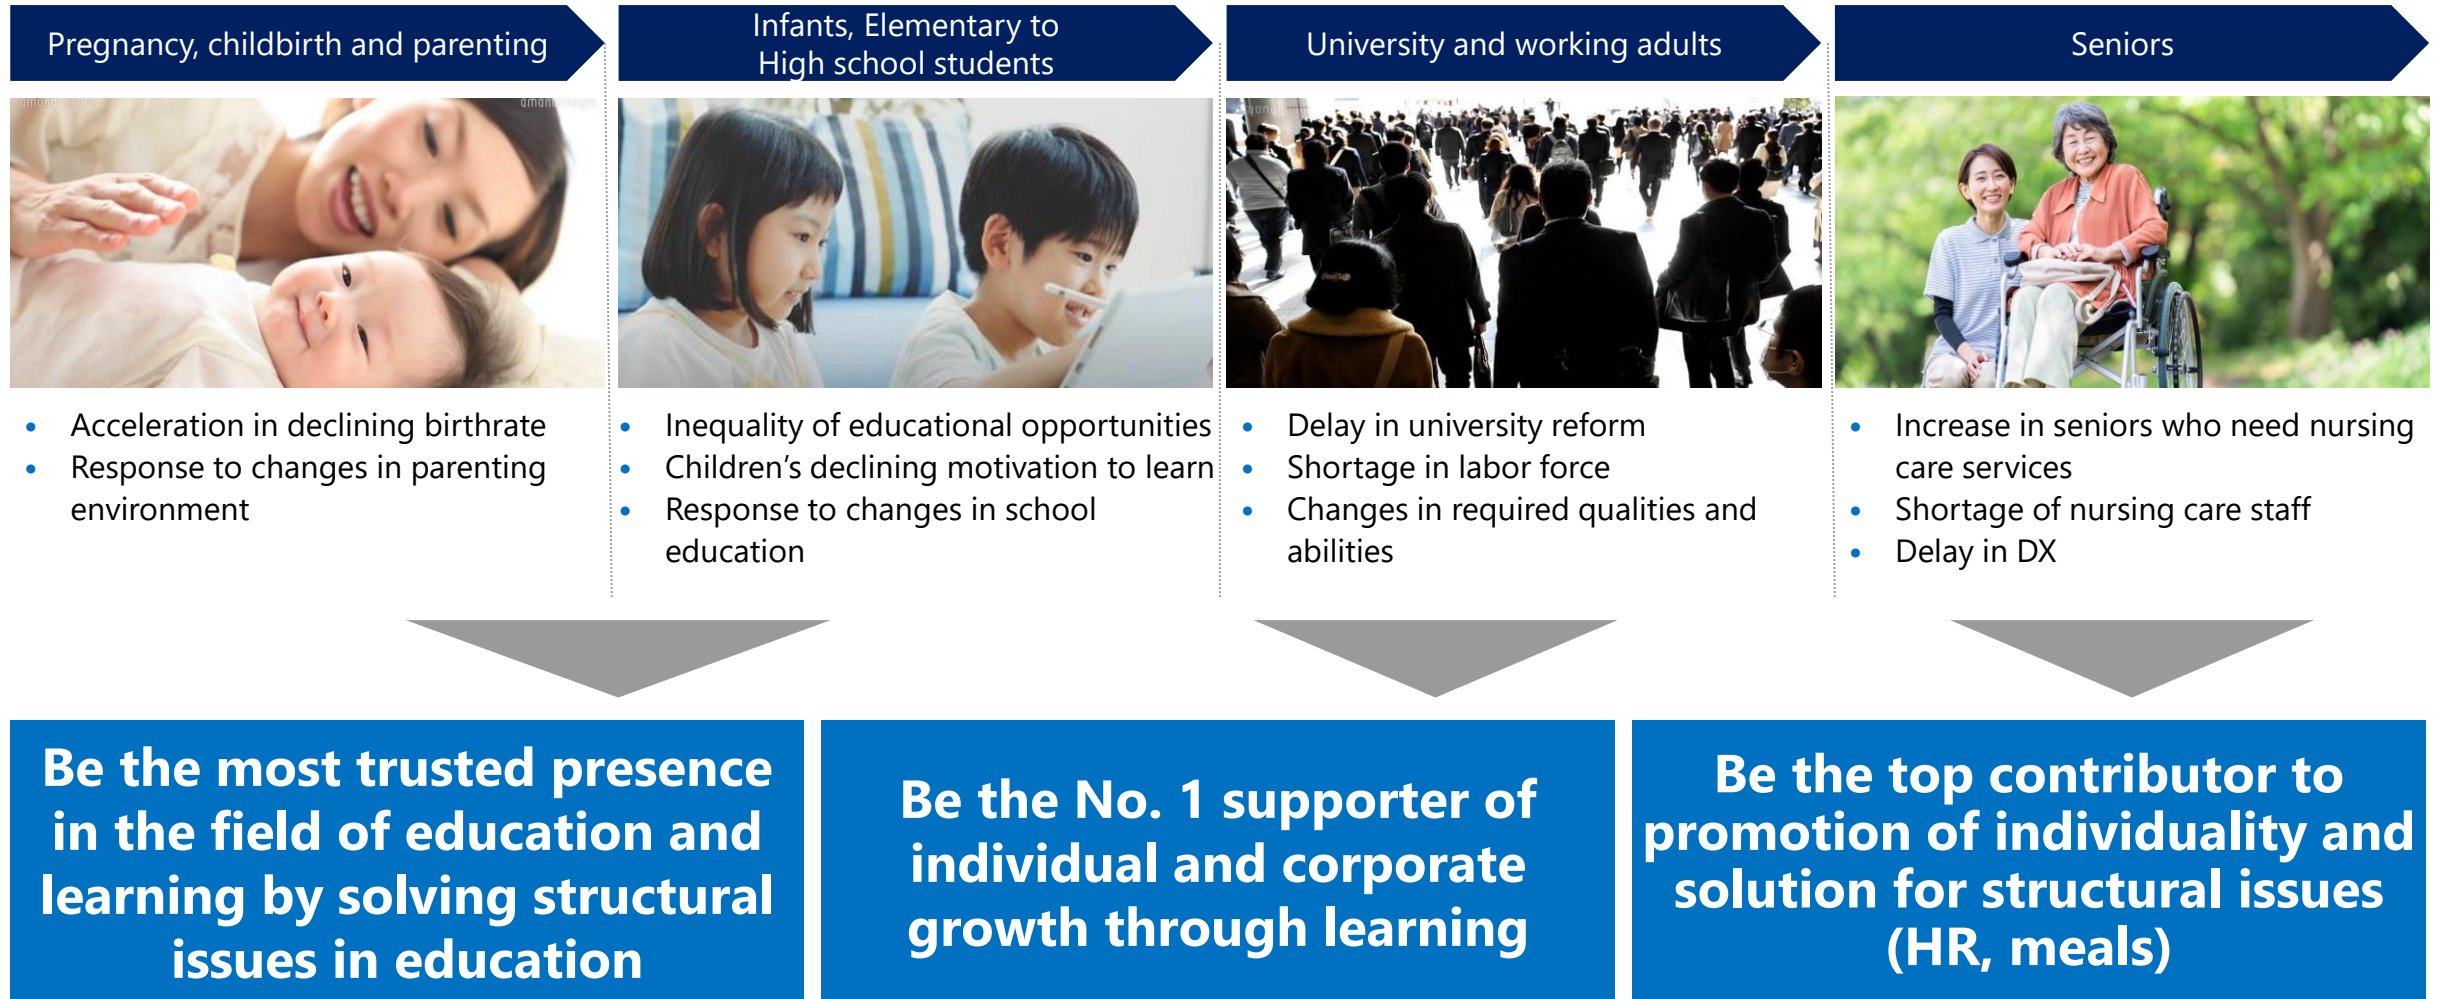 Pregnancy, childbirth and parenting
Infants, Elementary to
High school students
University and working adults
Seniors
amanaimages
amanaimages
• Acceleration in declining birthrate
• Response to changes in parenting
environment
• Inequality of educational opportunities
• Children’s declining motivation to learn
• Response to changes in school
education
• Delay in university reform
• Shortage in labor force
• Changes in required qualities and
abilities
• Increase in seniors who need nursing
care services
• Shortage of nursing care staff
• Delay in DX
Be the most trusted presence
in the field of education and
learning by solving structural
issues in education
Be the No. 1 supporter of
individual and corporate
growth through learning
Be the top contributor to
promotion of individuality and
solution for structural issues
(HR, meals)